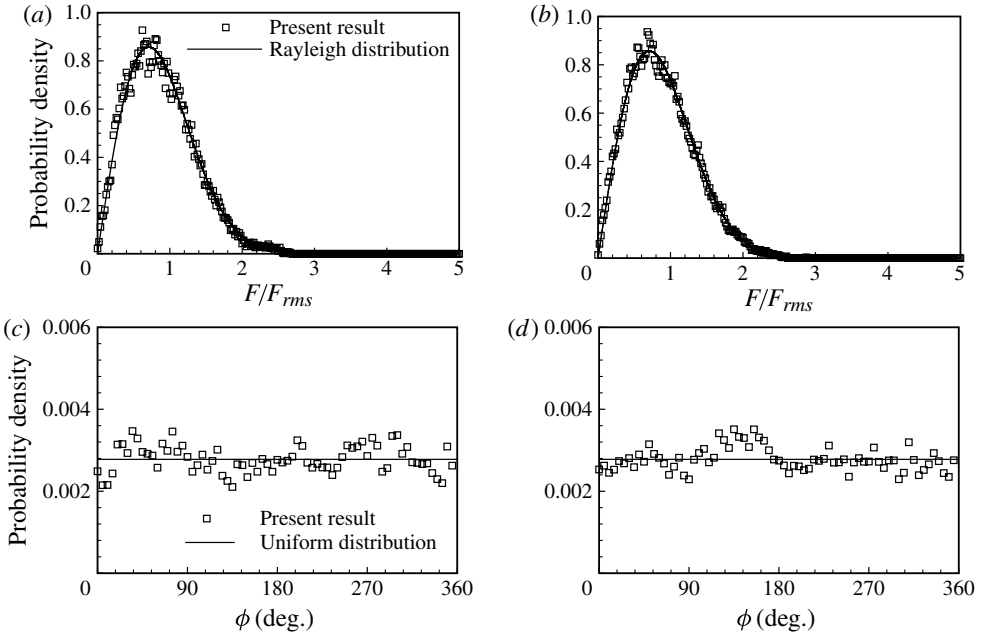 (a)
1.0
0.8
0.6
0.4
0.2
0
1
2
3
4
5
Probability density
F/F_rms
Present result
Rayleigh distribution
(b)
1.0
0.8
0.6
0.4
0.2
0
1
2
3
4
5
F/F_rms
(c)
0.006
0.004
0.002
0
90
180
270
360
Probability density
ϕ (deg.)
Present result
Uniform distribution
(d)
0.006
0.004
0.002
0
90
180
270
360
ϕ (deg.)